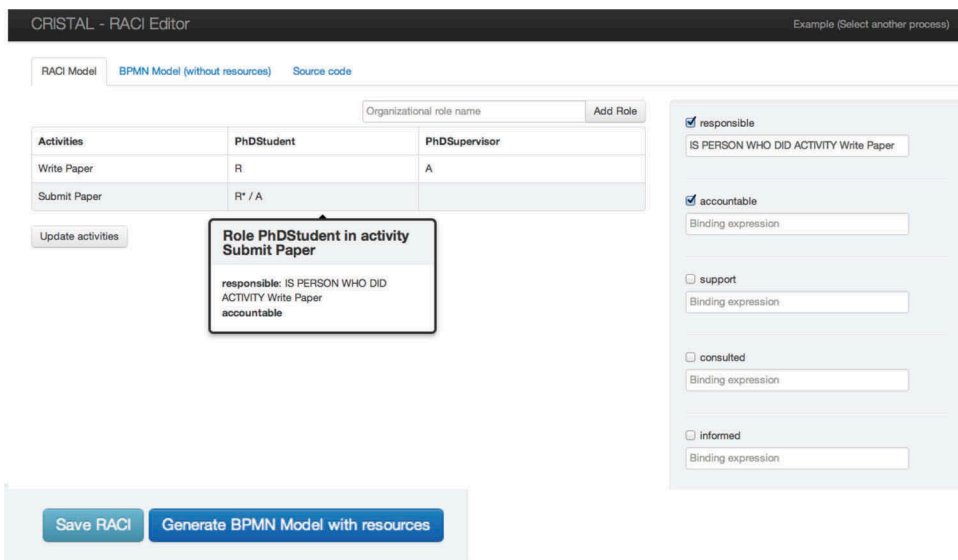 CRISTAL - RACI Editor
Example (Select another process)
RACI Model
BPMN Model (without resources)
Source code
Organizational role name
Add Role
Activities
PhDStudent
PhDSupervisor
Write Paper
R
A
Submit Paper
R* / A
Update activities
Role PhDStudent in activity
Submit Paper
responsible: IS PERSON WHO DID
ACTIVITY Write Paper
accountable
responsible
IS PERSON WHO DID ACTIVITY Write Paper
accountable
Binding expression
support
Binding expression
consulted
Binding expression
informed
Binding expression
Save RACI
Generate BPMN Model with resources